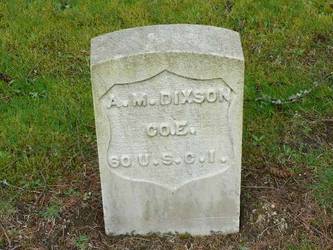 A. M. DIXSON
CO. E.
60 U. S. C. I.